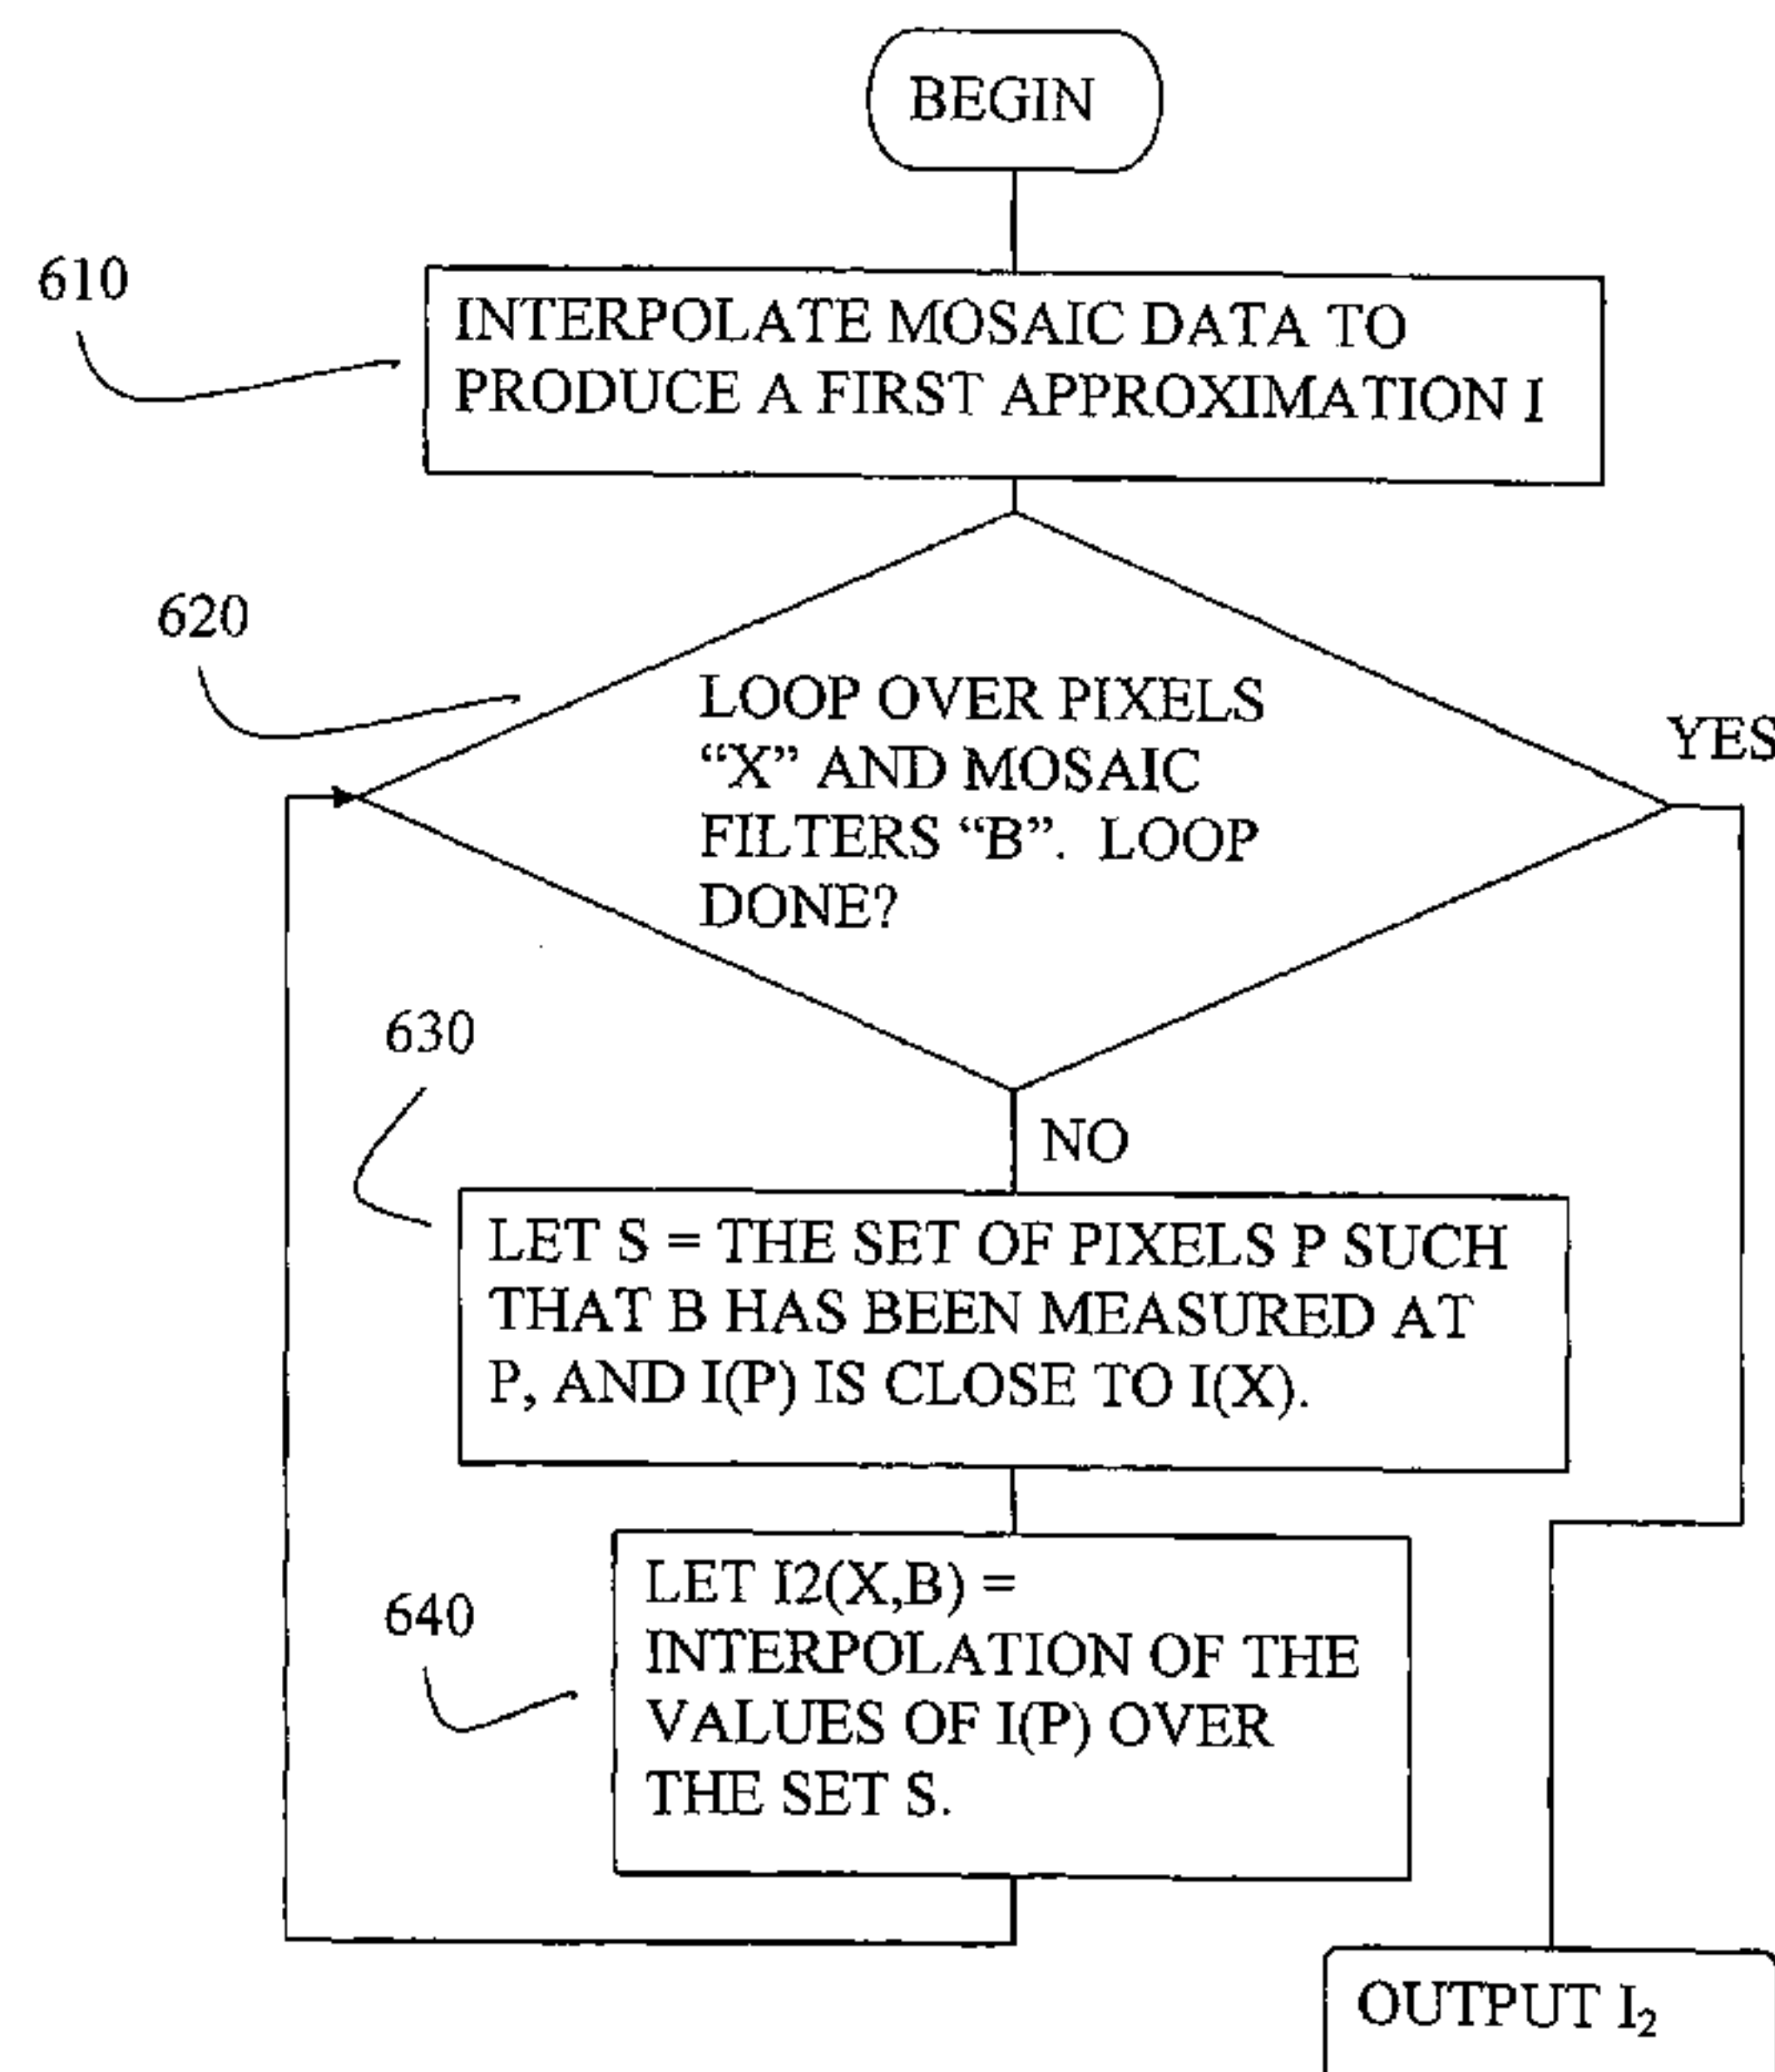 BEGIN
610
INTERPOLATE MOSAIC DATA TO
PRODUCE A FIRST APPROXIMATION I
620
LOOP OVER PIXELS
“X” AND MOSAIC
FILTERS “B”. LOOP
DONE?
YES
630
NO
LET S = THE SET OF PIXELS P SUCH
THAT B HAS BEEN MEASURED AT
P, AND I(P) IS CLOSE TO I(X).
640
LET I2(X,B) =
INTERPOLATION OF THE
VALUES OF I(P) OVER
THE SET S.
OUTPUT I₂